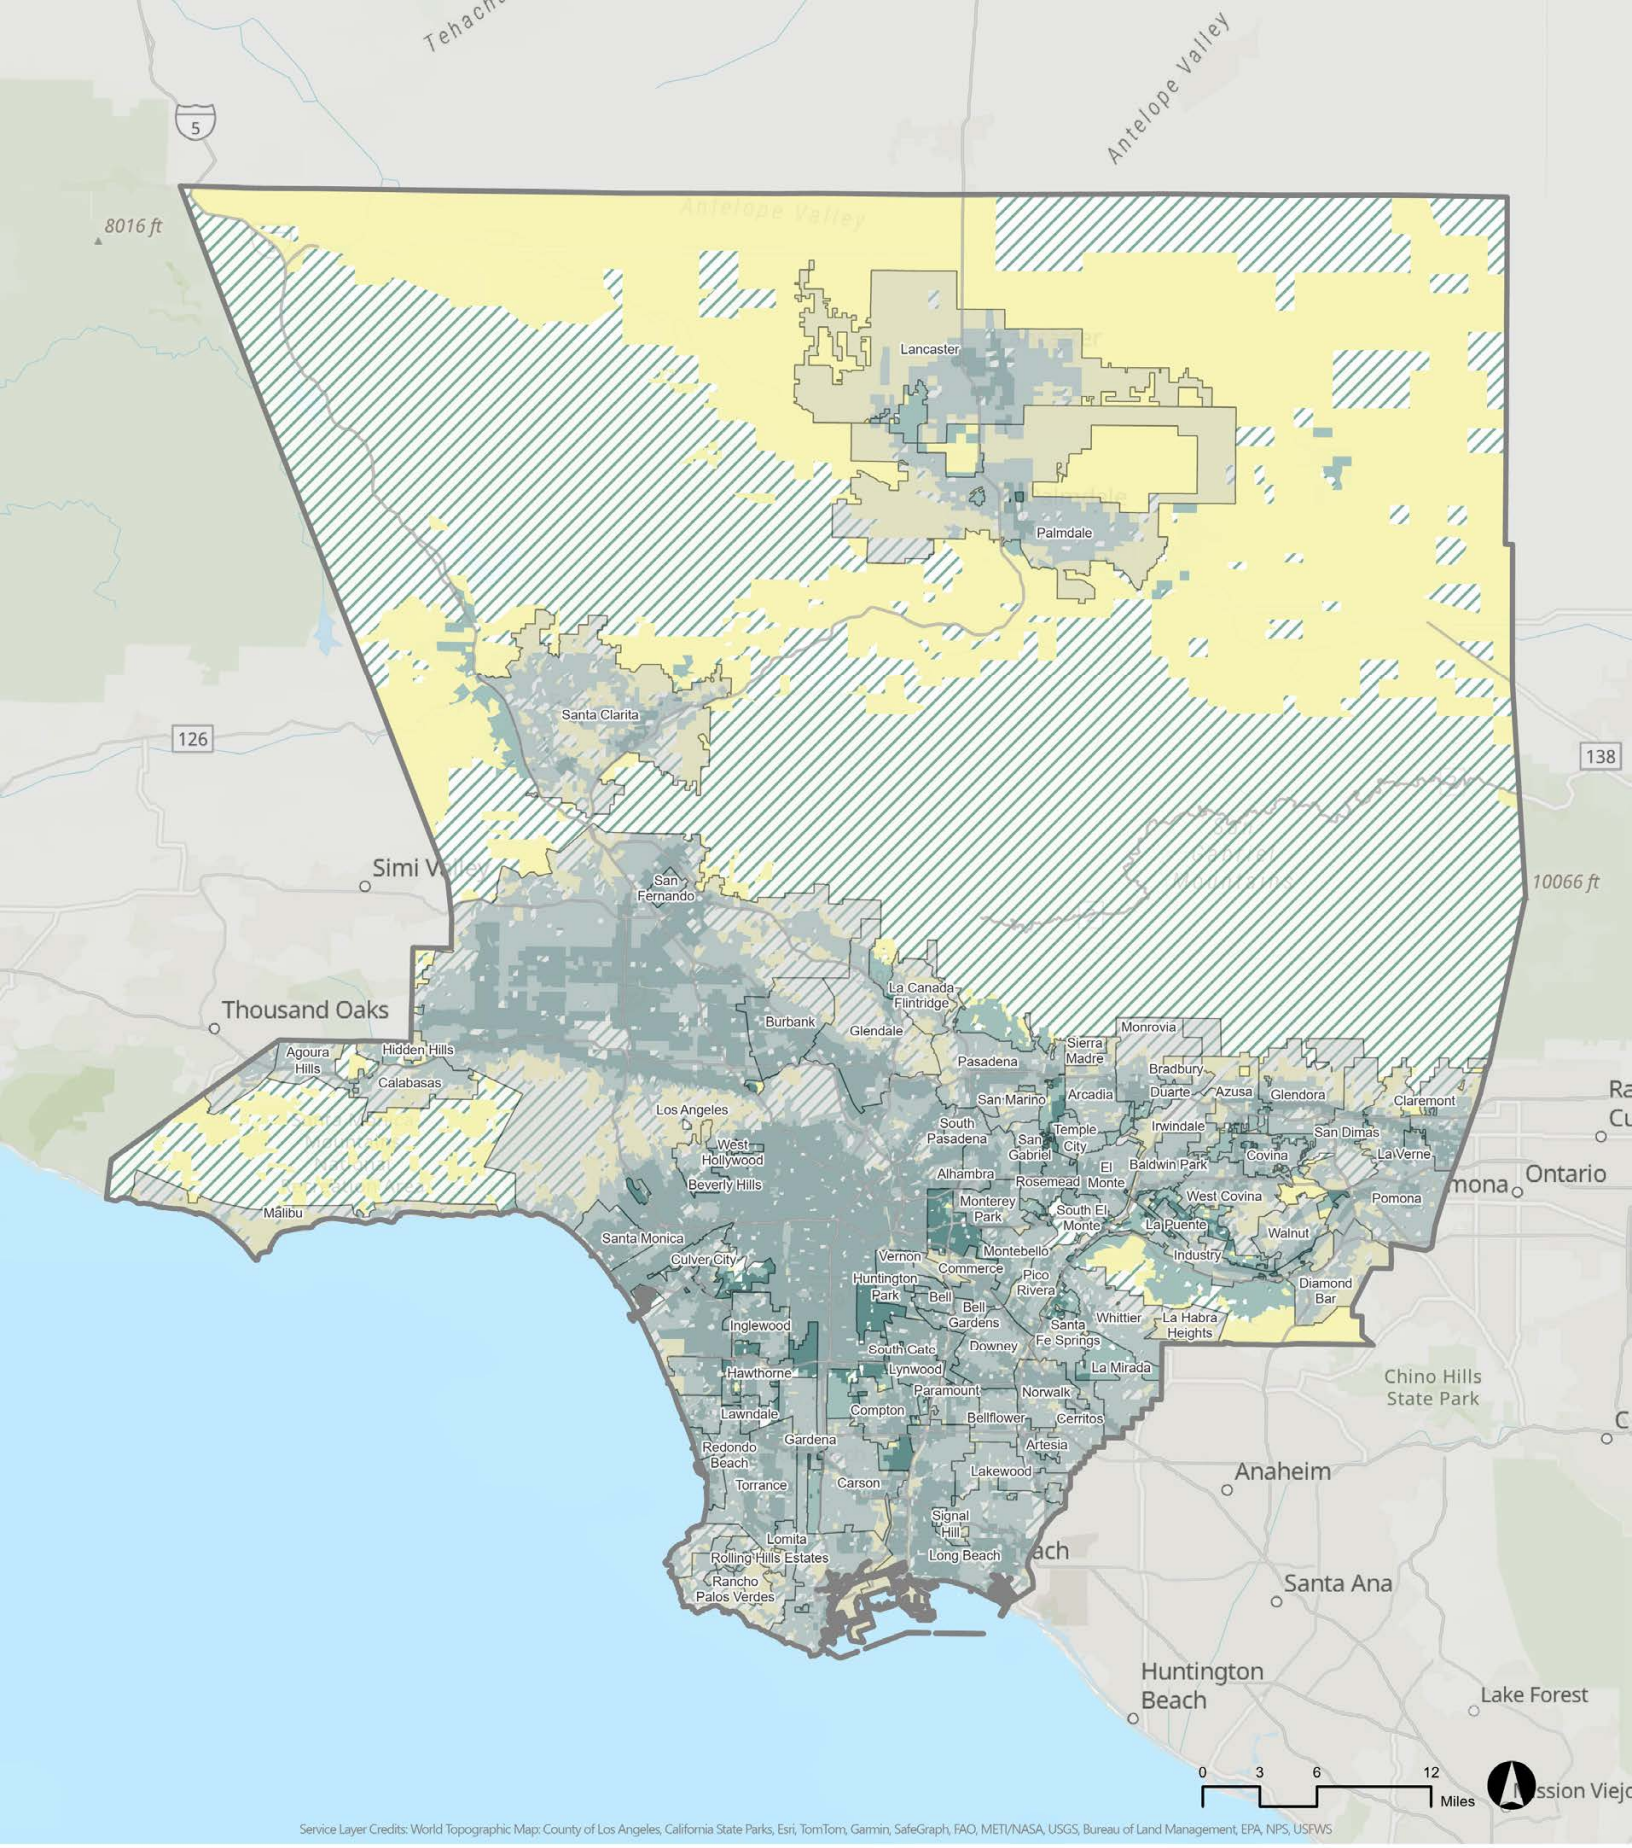 Tehach
Antelope Valley
5
8016 ft
Antelope Valley
Lancaster
Palmdale
Palmdale
Santa Clarita
126
138
San
Gabriel
Mountains
Simi Valley
10066 ft
San
Fernando
Thousand Oaks
La Canada
Flintridge
Burbank
Glendale
Monrovia
Agoura
Hills
Hidden Hills
Calabasas
Pasadena
Sierra
Madre
Bradbury
Duarte
Azusa
Glendora
Claremont
San Marino
Arcadia
Los Angeles
South
Pasadena
Irwindale
San Dimas
La Verne
Temple
City
San
Gabriel
West
Hollywood
Beverly Hills
Alhambra
Rosemead
El
Monte
Baldwin Park
Covina
Ontario
mona
Pomona
West Covina
Monterey
Park
South El
Monte
La Puente
Walnut
Malibu
Santa Monica
Culver City
Vernon
Commerce
Montebello
Industry
Huntington
Park
Bell
Pico
Rivera
Diamond
Bar
Bell
Gardens
Whittier
La Habra
Heights
Inglewood
Santa
Fe Springs
South Gate
Downey
Lynwood
La Mirada
Hawthorne
Paramount
Norwalk
Chino Hills
State Park
Lawndale
Compton
Bellflower
Cerritos
Gardena
Artesia
Redondo
Beach
Torrance
Carson
Lakewood
Anaheim
Signal
Hill
Lomita
Long Beach
ach
Rolling Hills Estates
Rancho
Palos Verdes
Santa Ana
Huntington
Beach
Lake Forest
0 3 6 12
Miles
Mission Viejo
Service Layer Credits: World Topographic Map: County of Los Angeles, California State Parks, Esri, TomTom, Garmin, SafeGraph, FAO, METI/NASA, USGS, Bureau of Land Management, EPA, NPS, USFWS